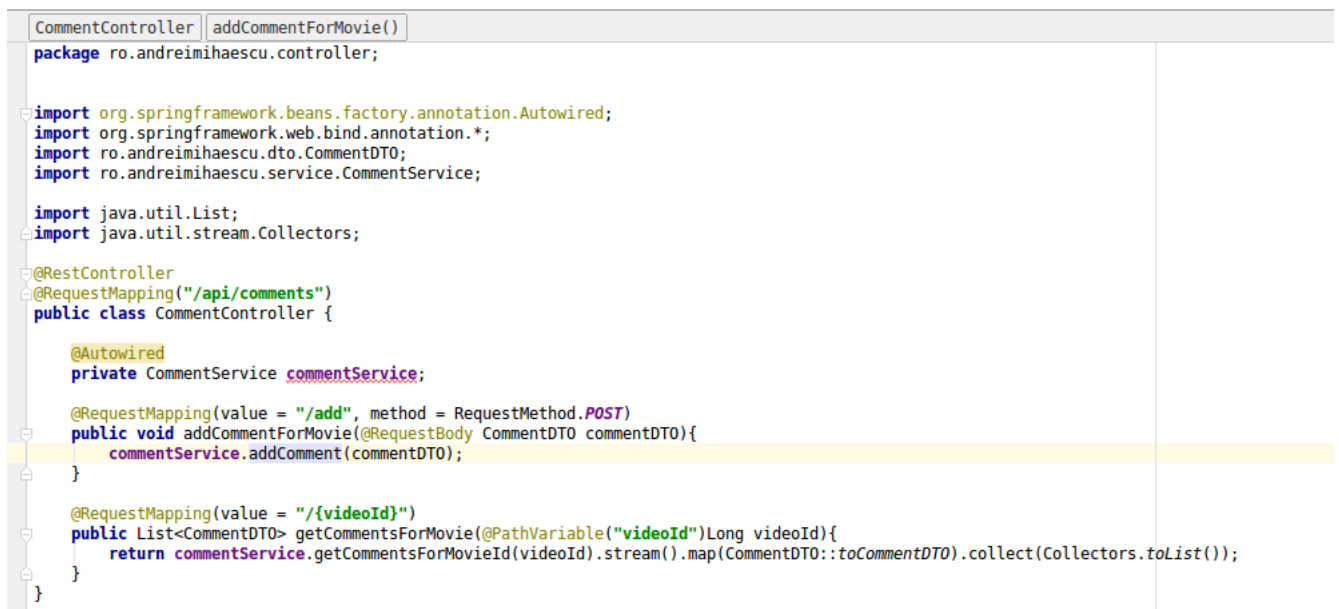 CommentController addCommentForMovie()
package ro.andreimihaescu.controller;
import org.springframework.beans.factory.annotation.Autowired;
import org.springframework.web.bind.annotation.*;
import ro.andreimihaescu.dto.CommentDTO;
import ro.andreimihaescu.service.CommentService;
import java.util.List;
import java.util.stream.Collectors;
@RestController
@RequestMapping("/api/comments")
public class CommentController {
@Autowired
private CommentService commentService;
@RequestMapping(value = "/add", method = RequestMethod.POST)
public void addCommentForMovie(@RequestBody CommentDTO commentDTO){
commentService.addComment(commentDTO);
}
@RequestMapping(value = "/{videoId}")
public List<CommentDTO> getCommentsForMovie(@PathVariable("videoId")Long videoId){
return commentService.getCommentsForMovieId(videoId).stream().map(CommentDTO::toCommentDTO).collect(Collectors.toList());
}
}